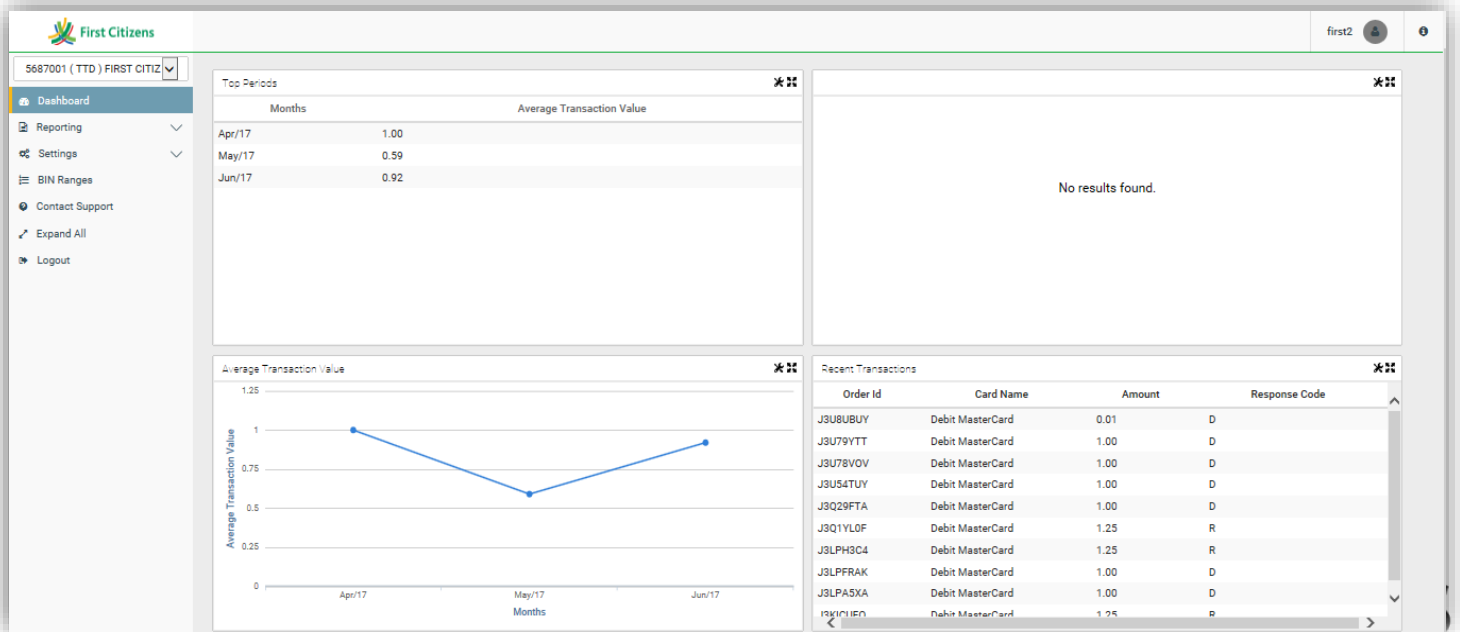 First Citizens
first2
5687001 ( TTD ) FIRST CITIZ
Dashboard
Reporting
Settings
BIN Ranges
Contact Support
Expand All
Logout
Top Periods
Months Average Transaction Value
Apr/17 1.00
May/17 0.59
Jun/17 0.92
No results found.
Average Transaction Value
1.25
1
0.75
0.5
0.25
0
Average Transaction Value
Apr/17 May/17 Jun/17
Months
Recent Transactions
Order Id Card Name Amount Response Code
J3U8UBUY Debit MasterCard 0.01 D
J3U79YTT Debit MasterCard 1.00 D
J3U78VOV Debit MasterCard 1.00 D
J3U54TUY Debit MasterCard 1.00 D
J3Q29FTA Debit MasterCard 1.00 D
J3Q1YL0F Debit MasterCard 1.25 R
J3LPH3C4 Debit MasterCard 1.25 R
J3LPFRAK Debit MasterCard 1.00 D
J3LPA5XA Debit MasterCard 1.00 D
Debit MasterCard 1.25 R